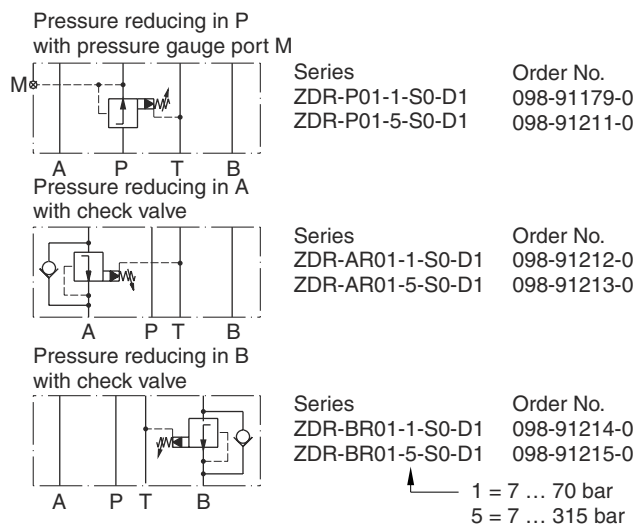 Pressure reducing in P
with pressure gauge port M
M
Series Order No.
ZDR-P01-1-S0-D1 098-91179-0
ZDR-P01-5-S0-D1 098-91211-0
A P T B
Pressure reducing in A
with check valve
Series Order No.
ZDR-AR01-1-S0-D1 098-91212-0
ZDR-AR01-5-S0-D1 098-91213-0
A P T B
Pressure reducing in B
with check valve
Series Order No.
ZDR-BR01-1-S0-D1 098-91214-0
ZDR-BR01-5-S0-D1 098-91215-0
A P T B
1 = 7 … 70 bar
5 = 7 … 315 bar